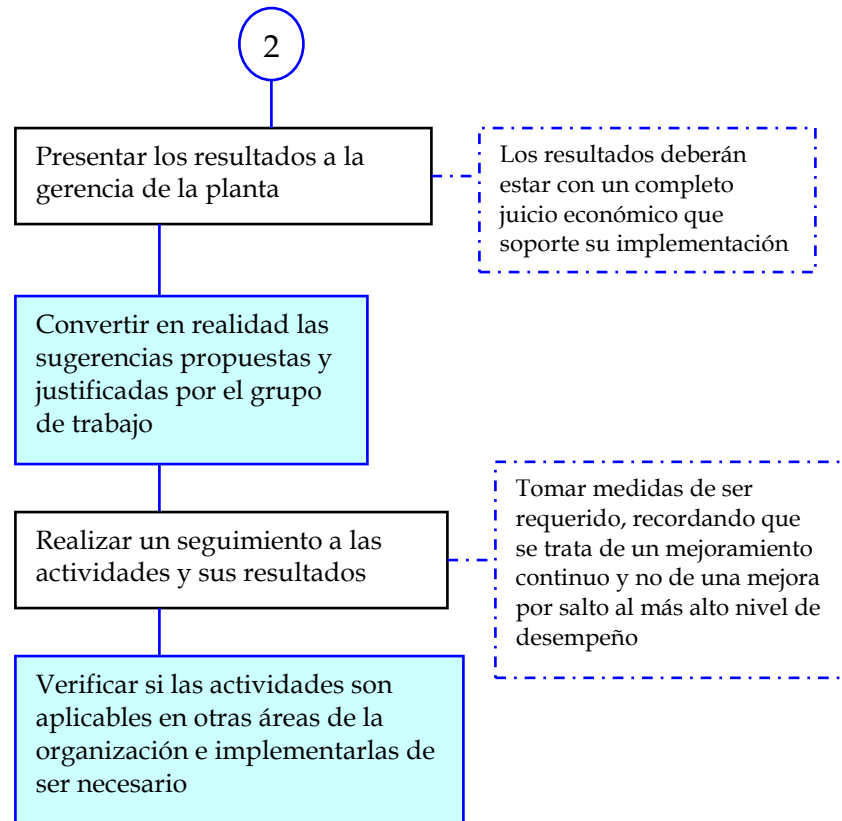 2
Presentar los resultados a la
gerencia de la planta
Los resultados deberán
estar con un completo
juicio económico que
soporte su implementación
Convertir en realidad las
sugerencias propuestas y
justificadas por el grupo
de trabajo
Realizar un seguimiento a las
actividades y sus resultados
Tomar medidas de ser
requerido, recordando que
se trata de un mejoramiento
continuo y no de una mejora
por salto al más alto nivel de
desempeño
Verificar si las actividades son
aplicables en otras áreas de la
organización e implementarlas de
ser necesario